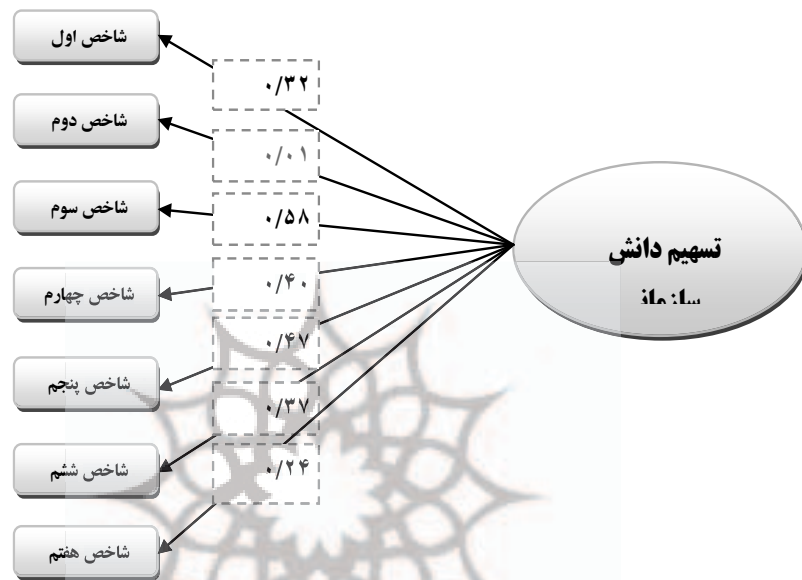 شاخص اول
۰/۳۲
شاخص دوم
۰/۰۱
شاخص سوم
۰/۵۸
تسهیم دانش
سازمانی
شاخص چهارم
۰/۴۰
۰/۴۷
شاخص پنجم
۰/۳۷
شاخص ششم
۰/۲۴
شاخص هفتم